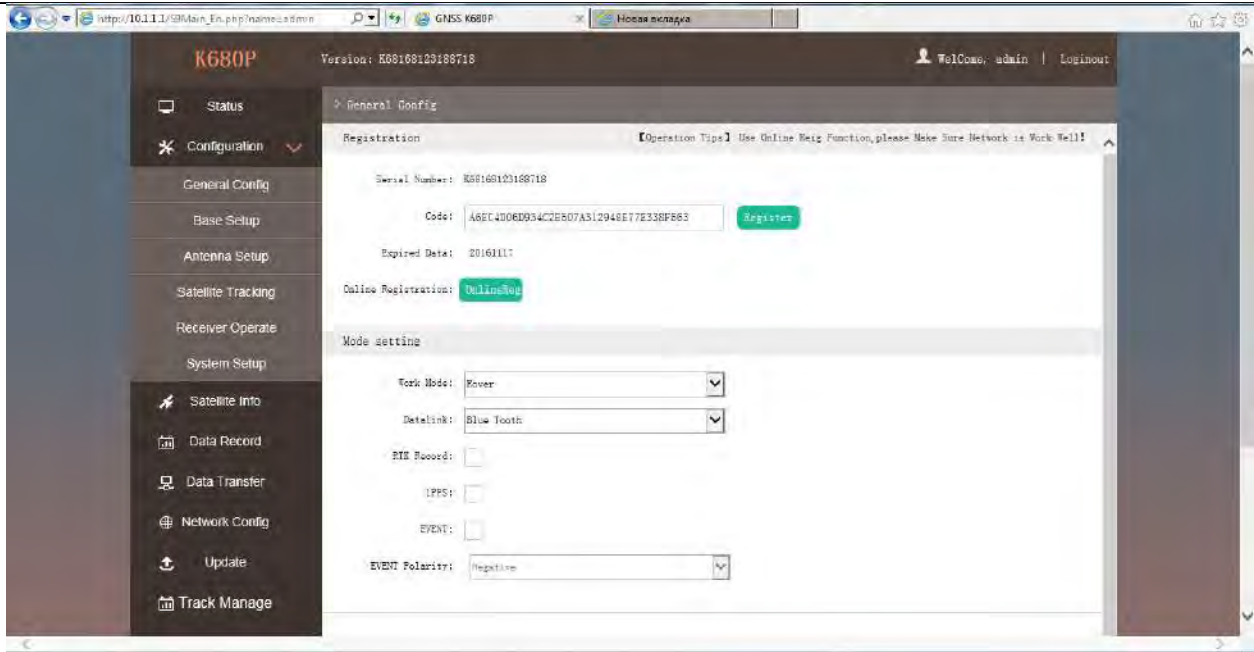 http://10.1.1.1/S9Main_En.php?name=admin
GNSS K680P
Новая вкладка
K680P
Version: K68168123188718
WelCome, admin | Loginout
Status
Configuration
General Config
Base Setup
Antenna Setup
Satellite Tracking
Receiver Operate
System Setup
Satellite Info
Data Record
Data Transfer
Network Config
Update
Track Manage
> General Config
Registration 【Operation Tips】 Use Online Reig Function,please Make Sure Network is Work Well!
Serial Number: K68168123188718
Code: Register
Expired Data: 20161117
Online Registration: OnlineReg
Mode setting
Work Mode: Rover
Datalink: Blue Tooth
RTK Record:
1PPS:
EVENT:
EVENT Polarity: Negative